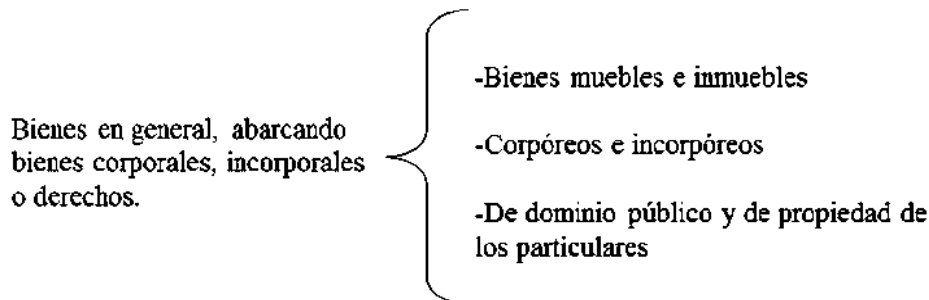 Bienes en general, abarcando
bienes corporales, incorporales
o derechos.
-Bienes muebles e inmuebles
-Corpóreos e incorpóreos
-De dominio público y de propiedad de
los particulares